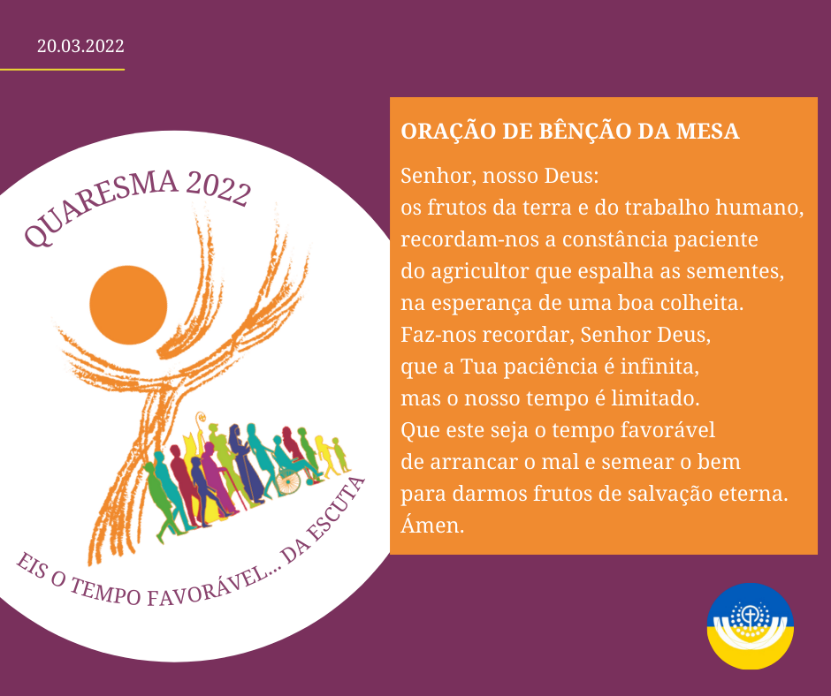 20.03.2022
QUARESMA 2022
EIS O TEMPO FAVORÁVEL... DA ESCUTA
ORAÇÃO DE BÊNÇÃO DA MESA
Senhor, nosso Deus:
os frutos da terra e do trabalho humano,
recordam-nos a constância paciente
do agricultor que espalha as sementes,
na esperança de uma boa colheita.
Faz-nos recordar, Senhor Deus,
que a Tua paciência é infinita,
mas o nosso tempo é limitado.
Que este seja o tempo favorável
de arrancar o mal e semear o bem
para darmos frutos de salvação eterna.
Ámen.